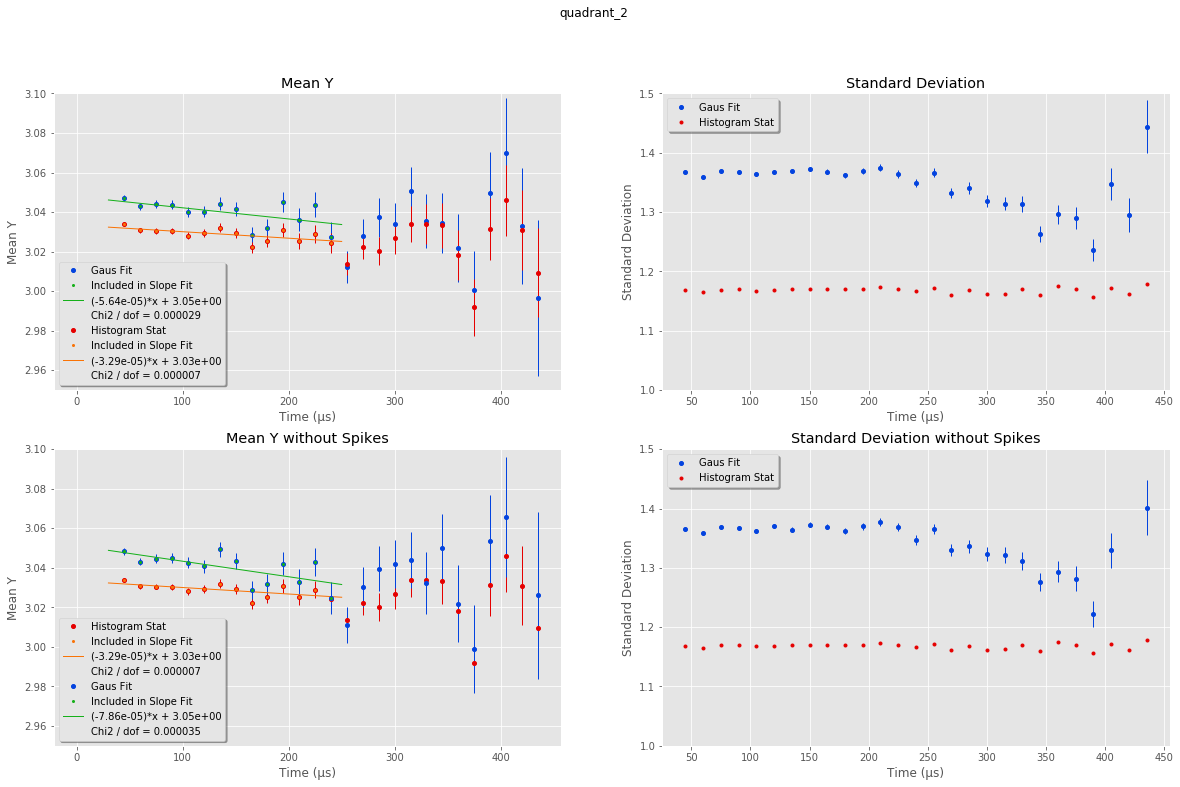 quadrant_2
Mean Y
3.10
3.08
3.06
3.04
3.02
3.00
2.98
2.96
Mean Y
Gaus Fit
Included in Slope Fit
(-5.64e-05)*x + 3.05e+00
Chi2 / dof = 0.000029
Histogram Stat
Included in Slope Fit
(-3.29e-05)*x + 3.03e+00
Chi2 / dof = 0.000007
0 100 200 300 400
Time (μs)
Standard Deviation
1.5
1.4
1.3
1.2
1.1
1.0
Standard Deviation
Gaus Fit
Histogram Stat
50 100 150 200 250 300 350 400 450
Time (μs)
Mean Y without Spikes
3.10
3.08
3.06
3.04
3.02
3.00
2.98
2.96
Mean Y
Histogram Stat
Included in Slope Fit
(-3.29e-05)*x + 3.03e+00
Chi2 / dof = 0.000007
Gaus Fit
Included in Slope Fit
(-7.86e-05)*x + 3.05e+00
Chi2 / dof = 0.000035
0 100 200 300 400
Time (μs)
Standard Deviation without Spikes
1.5
1.4
1.3
1.2
1.1
1.0
Standard Deviation
Gaus Fit
Histogram Stat
50 100 150 200 250 300 350 400 450
Time (μs)